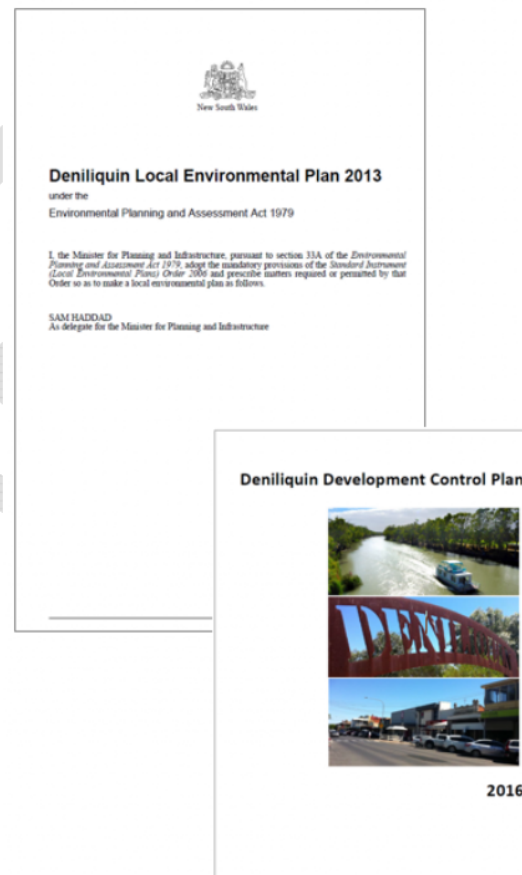 New South Wales
Deniliquin Local Environmental Plan 2013
under the
Environmental Planning and Assessment Act 1979
I, the Minister for Planning and Infrastructure, pursuant to section 33A of the Environmental
Planning and Assessment Act 1979, adopt the mandatory provisions of the Standard Instrument
(Local Environmental Plans) Order 2006 and prescribe matters required or permitted by that
Order so as to make a local environmental plan as follows.
SAM HADDAD
As delegate for the Minister for Planning and Infrastructure
Deniliquin Development Control Plan
2016